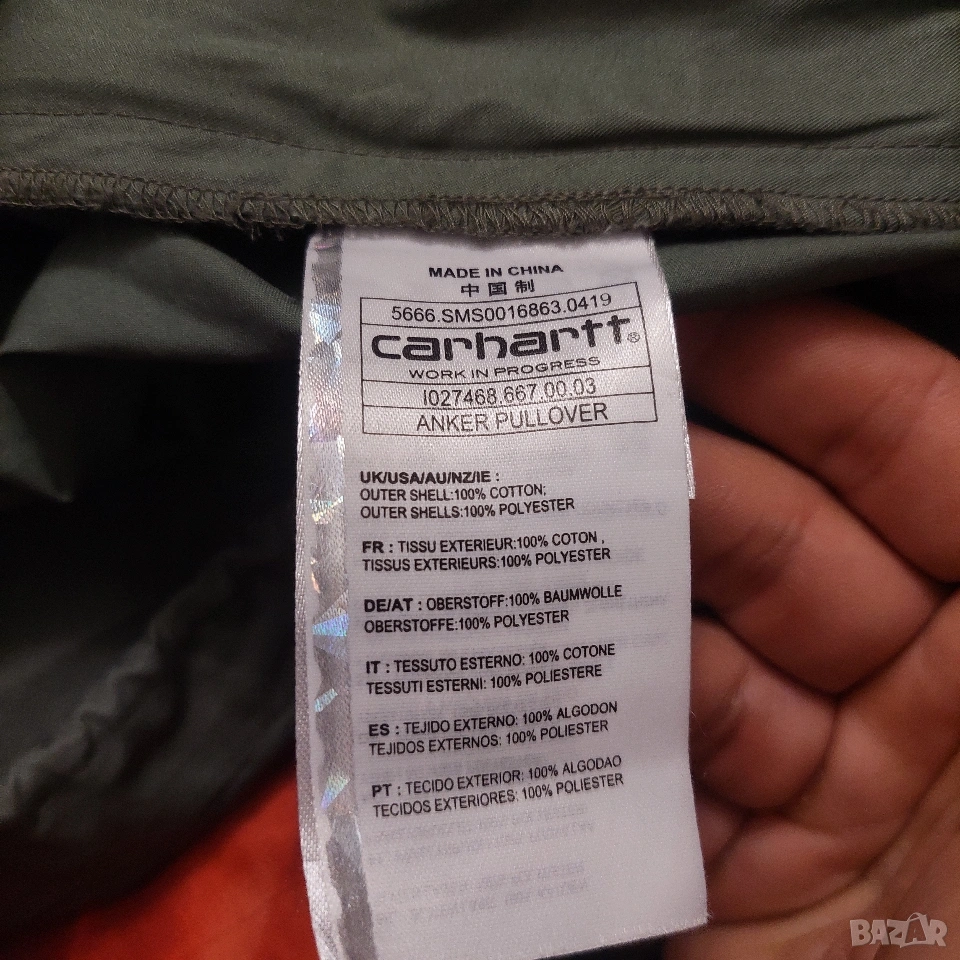 MADE IN CHINA
中国制
5666.SMS0016863.0419
carhartt®
WORK IN PROGRESS
I027468.667.00.03
ANKER PULLOVER
UK/USA/AU/NZ/IE :
OUTER SHELL:100% COTTON;
OUTER SHELLS:100% POLYESTER
FR : TISSU EXTERIEUR:100% COTON ,
TISSUS EXTERIEURS:100% POLYESTER
DE/AT : OBERSTOFF:100% BAUMWOLLE
OBERSTOFFE:100% POLYESTER
IT : TESSUTO ESTERNO: 100% COTONE
TESSUTI ESTERNI: 100% POLIESTERE
ES : TEJIDO EXTERNO: 100% ALGODON
TEJIDOS EXTERNOS: 100% POLIESTER
PT : TECIDO EXTERIOR: 100% ALGODAO
TECIDOS EXTERIORES: 100% POLYESTER
BAZAR